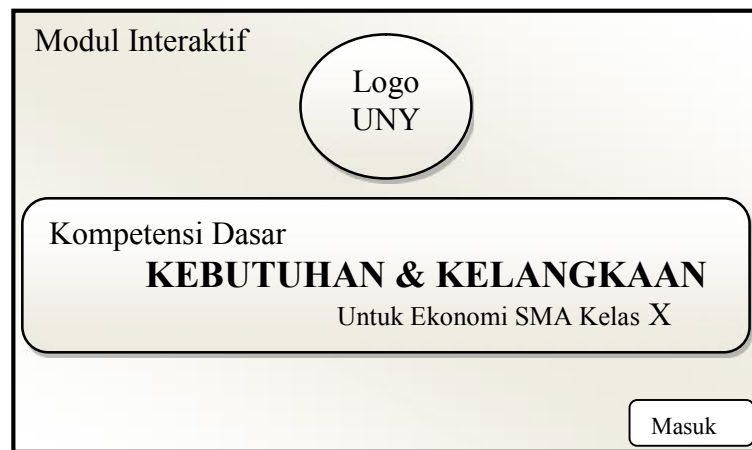 Modul Interaktif
Logo
UNY
Kompetensi Dasar
KEBUTUHAN & KELANGKAAN
Untuk Ekonomi SMA Kelas X
Masuk